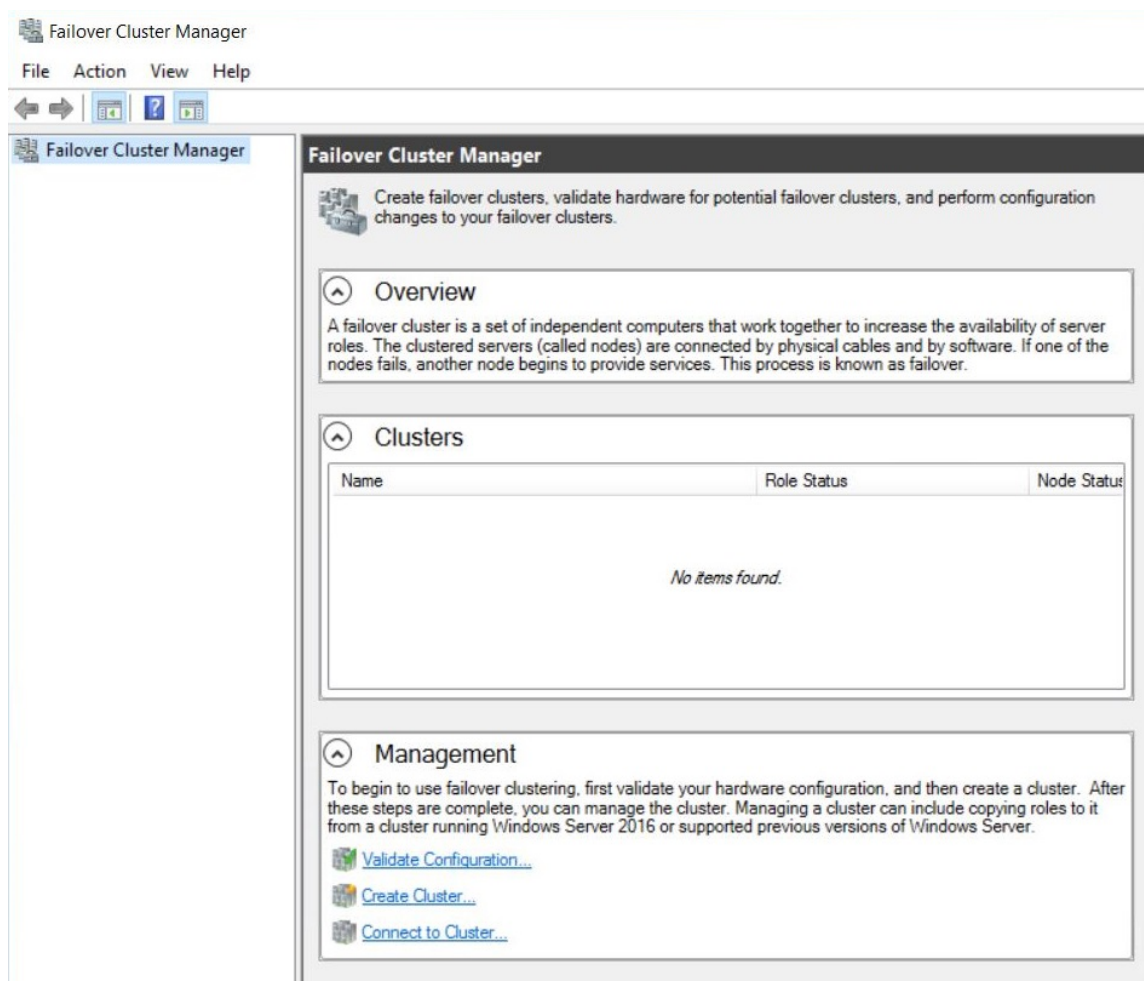 Failover Cluster Manager
File Action View Help
?
Failover Cluster Manager
Failover Cluster Manager
Create failover clusters, validate hardware for potential failover clusters, and perform configuration
changes to your failover clusters.
Overview
A failover cluster is a set of independent computers that work together to increase the availability of server
roles. The clustered servers (called nodes) are connected by physical cables and by software. If one of the
nodes fails, another node begins to provide services. This process is known as failover.
Clusters
Name Role Status Node Status
No items found.
Management
To begin to use failover clustering, first validate your hardware configuration, and then create a cluster. After
these steps are complete, you can manage the cluster. Managing a cluster can include copying roles to it
from a cluster running Windows Server 2016 or supported previous versions of Windows Server.
Validate Configuration...
Create Cluster...
Connect to Cluster...